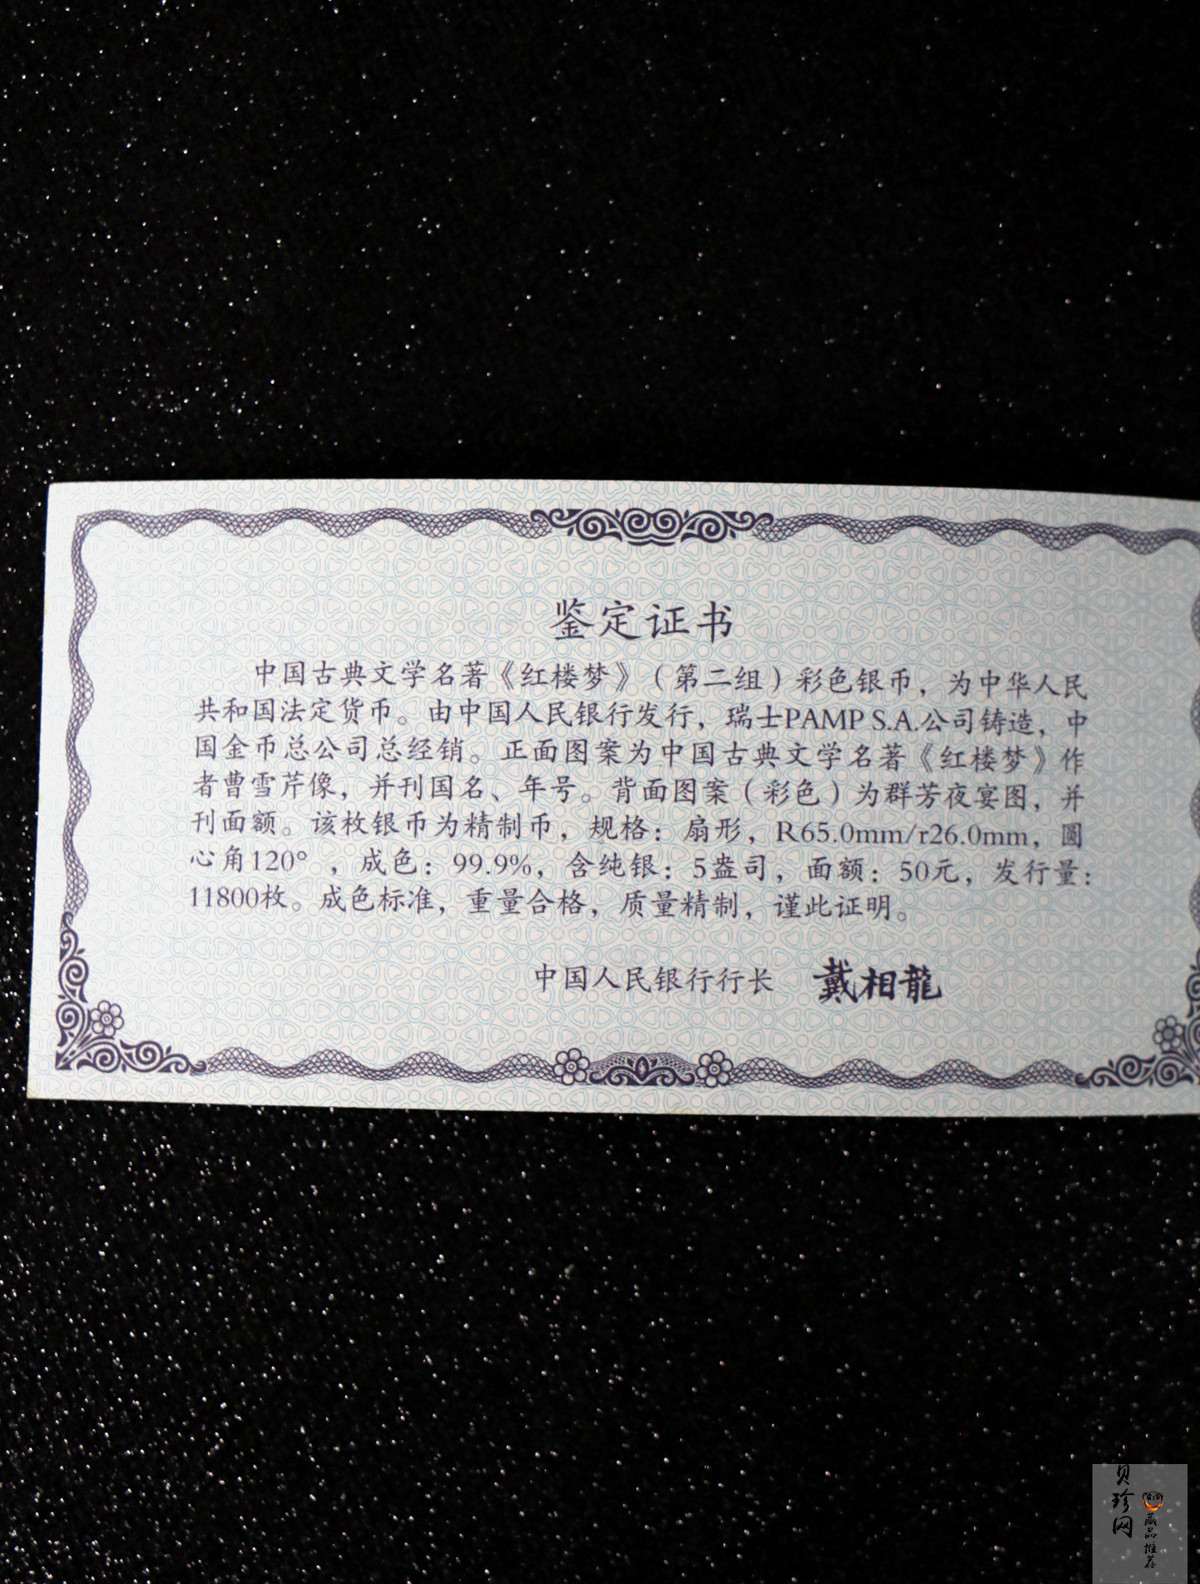 鉴定证书
中国古典文学名著《红楼梦》（第二组）彩色银币，为中华人民
共和国法定货币。由中国人民银行发行，瑞士PAMP S.A.公司铸造，中
国金币总公司总经销。正面图案为中国古典文学名著《红楼梦》作
者曹雪芹像，并刊国名、年号。背面图案（彩色）为群芳夜宴图，并
刊面额。该枚银币为精制币，规格：扇形，R65.0mm/r26.0mm，圆
心角120°，成色：99.9%，含纯银：5盎司，面额：50元，发行量：
11800枚。成色标准，重量合格，质量精制，谨此证明。
中国人民银行行长 戴相龍
贝珍网
藏品推荐